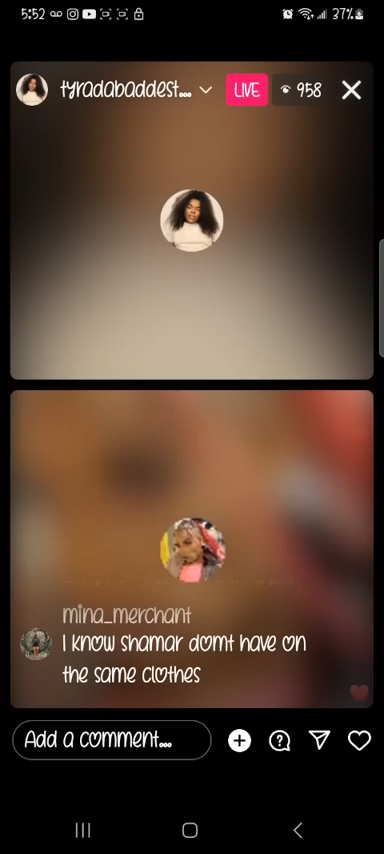 5:52
37%
tyradabaddest...
LIVE
958
mina_merchant
I know shamar domt have on
the same clothes
Add a comment...